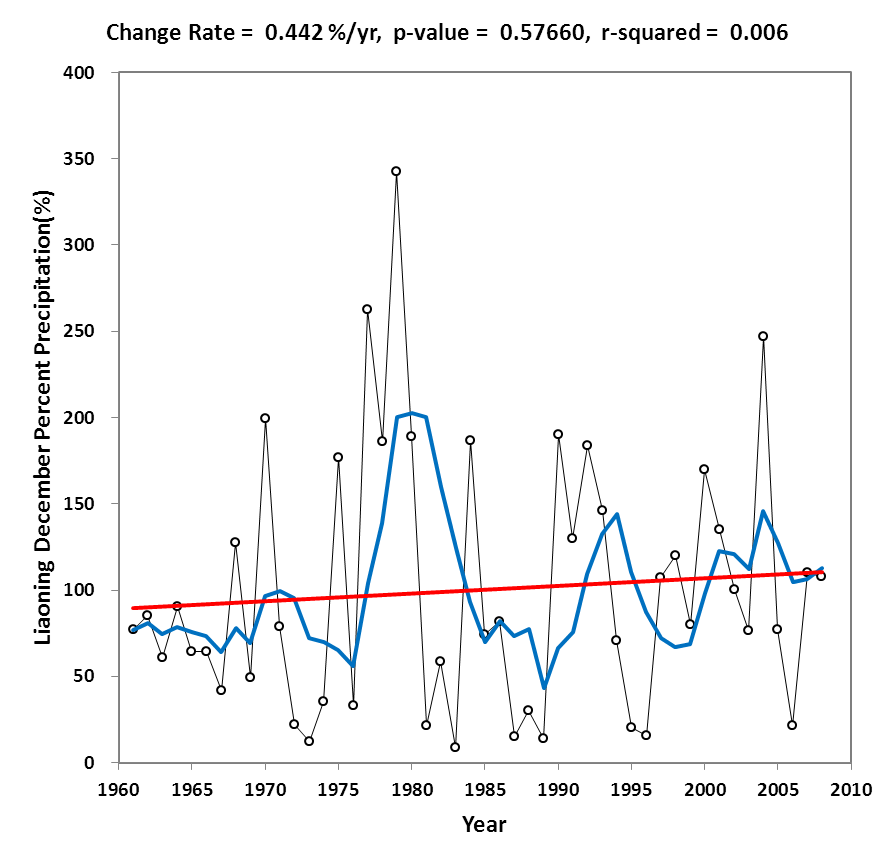 Change Rate = 0.442 %/yr, p-value = 0.57660, r-squared = 0.006
Liaoning December Percent Precipitation(%)
400
350
300
250
200
150
100
50
0
1960 1965 1970 1975 1980 1985 1990 1995 2000 2005 2010
Year